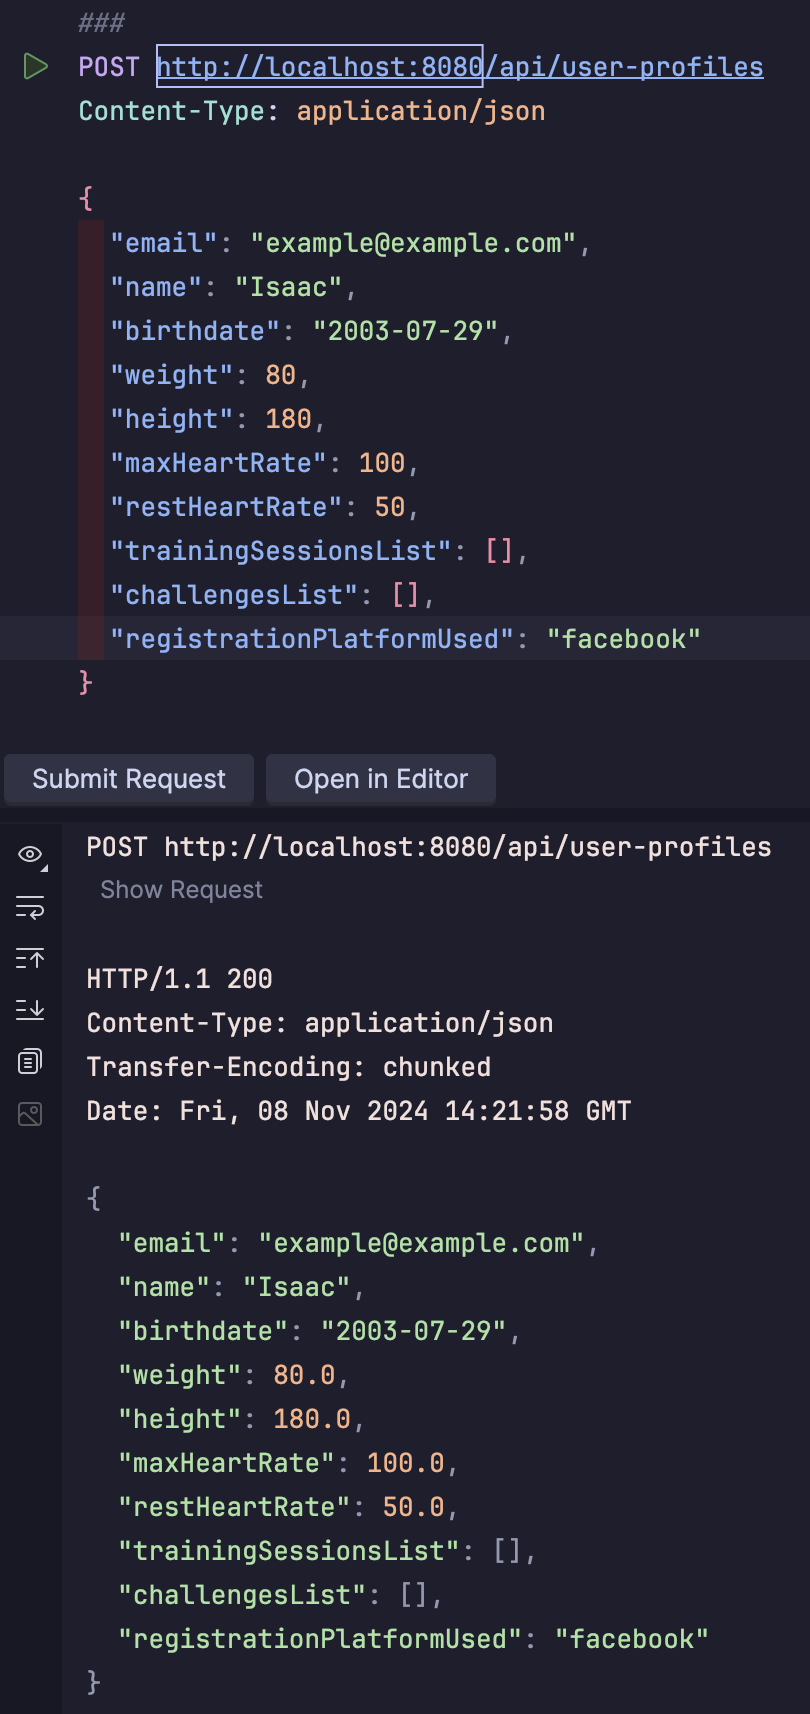 ###
POST http://localhost:8080/api/user-profiles
Content-Type: application/json
{
"email": "example@example.com",
"name": "Isaac",
"birthdate": "2003-07-29",
"weight": 80,
"height": 180,
"maxHeartRate": 100,
"restHeartRate": 50,
"trainingSessionsList": [],
"challengesList": [],
"registrationPlatformUsed": "facebook"
}
Submit Request Open in Editor
POST http://localhost:8080/api/user-profiles
Show Request
HTTP/1.1 200
Content-Type: application/json
Transfer-Encoding: chunked
Date: Fri, 08 Nov 2024 14:21:58 GMT
{
"email": "example@example.com",
"name": "Isaac",
"birthdate": "2003-07-29",
"weight": 80.0,
"height": 180.0,
"maxHeartRate": 100.0,
"restHeartRate": 50.0,
"trainingSessionsList": [],
"challengesList": [],
"registrationPlatformUsed": "facebook"
}